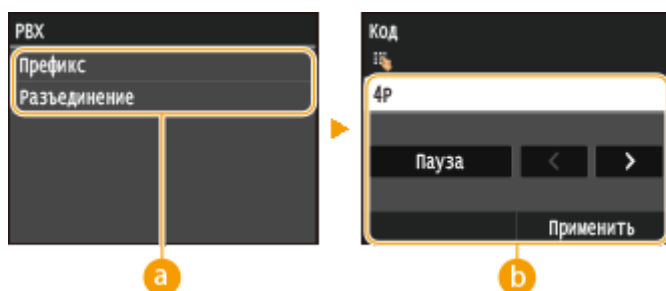 PBX
Префикс
Разъединение
a
Код
4P
Пауза
< >
Применить
b